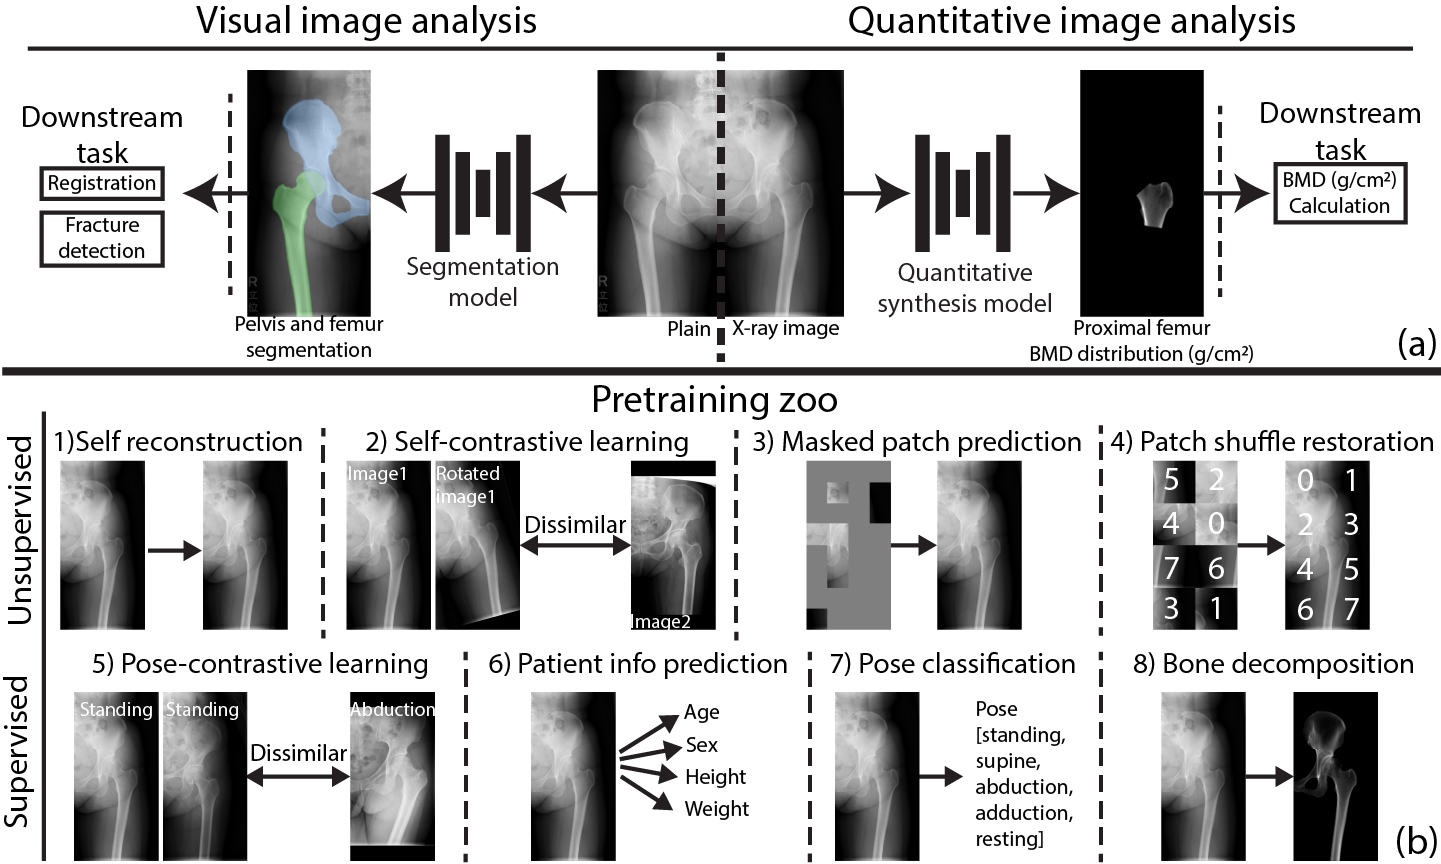 Visual image analysis
Quantitative image analysis
Downstream
task
Registration
Fracture
detection
R
立
位
Pelvis and femur
segmentation
Segmentation
model
R
立
位
Plain
X-ray image
Quantitative
synthesis model
Proximal femur
BMD distribution (g/cm²)
Downstream
task
BMD (g/cm²)
Calculation
(a)
Pretraining zoo
Unsupervised
1)Self reconstruction
2) Self-contrastive learning
Image1
Rotated
image1
Dissimilar
Image2
3) Masked patch prediction
4) Patch shuffle restoration
5 2
4 0
7 6
3 1
0 1
2 3
4 5
6 7
Supervised
5) Pose-contrastive learning
Standing
Standing
Dissimilar
Abduction
6) Patient info prediction
Age
Sex
Height
Weight
7) Pose classification
Pose
[standing,
supine,
abduction,
adduction,
resting]
8) Bone decomposition
(b)